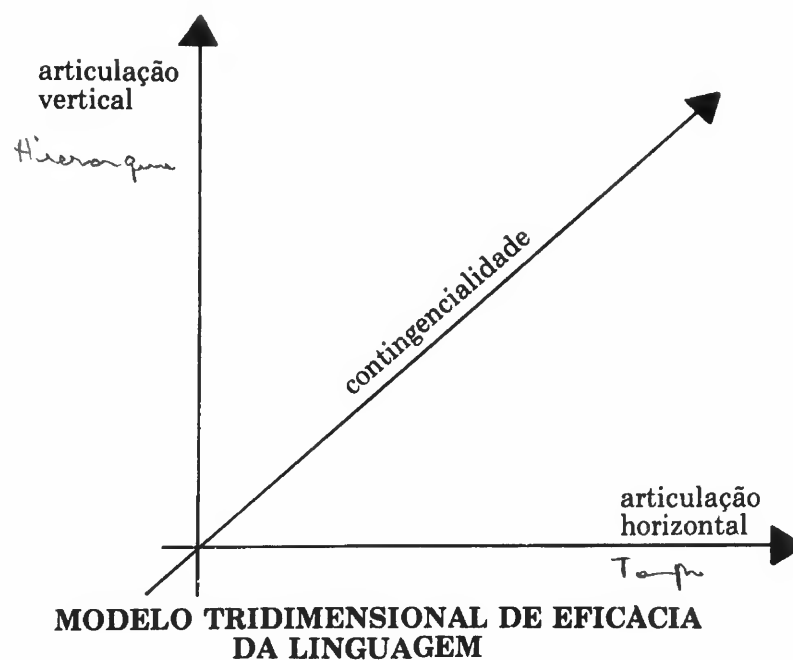 articulação
vertical
Hierarquia
contingencialidade
articulação
horizontal
Tempo
MODELO TRIDIMENSIONAL DE EFICACIA
DA LINGUAGEM